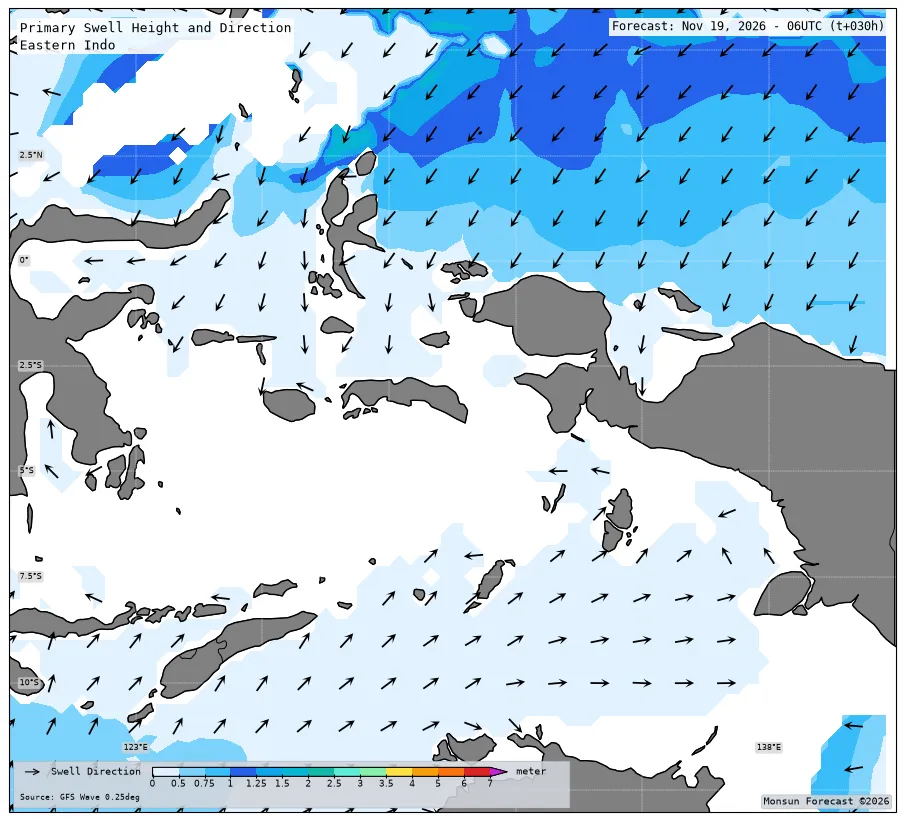 Primary Swell Height and Direction
Eastern Indo
Forecast: Nov 19, 2026 - 06UTC (t+030h)
2.5°N
0°
2.5°S
5°S
7.5°S
10°S
123°E
138°E
Swell Direction
0 0.5 0.75 1 1.25 1.5 2 2.5 3 3.5 4 5 6 7
meter
Source: GFS Wave 0.25deg
Monsun Forecast ©2026